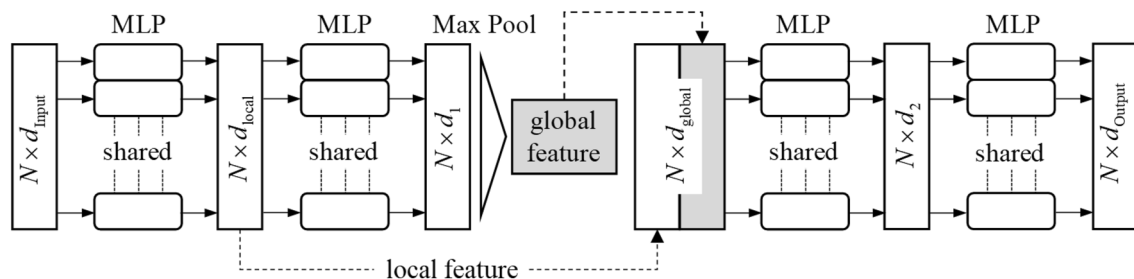 MLP
MLP
Max Pool
MLP
MLP
N × d_Input
shared
N × d_local
shared
N × d_1
global
feature
N × d_global
shared
N × d_2
shared
N × d_Output
local feature